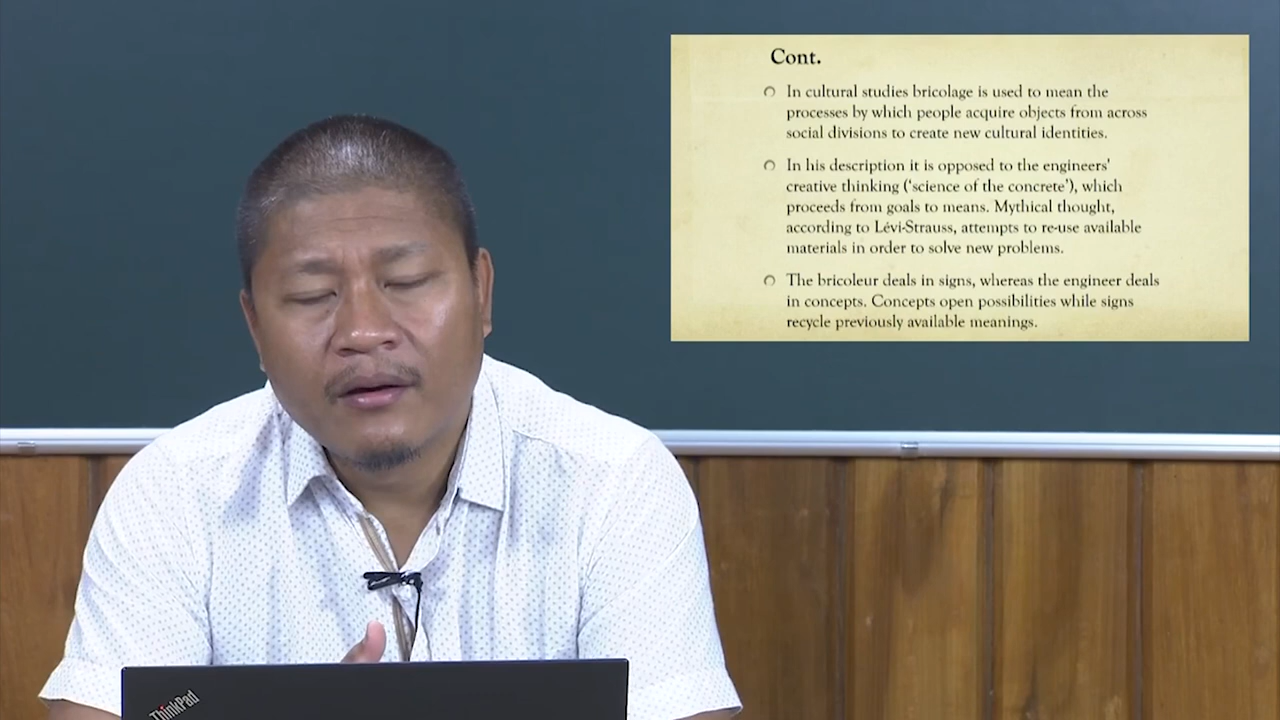 Cont.
In cultural studies bricolage is used to mean the
processes by which people acquire objects from across
social divisions to create new cultural identities.
In his description it is opposed to the engineers'
creative thinking (‘science of the concrete’), which
proceeds from goals to means. Mythical thought,
according to Lévi-Strauss, attempts to re-use available
materials in order to solve new problems.
The bricoleur deals in signs, whereas the engineer deals
in concepts. Concepts open possibilities while signs
recycle previously available meanings.
ThinkPad